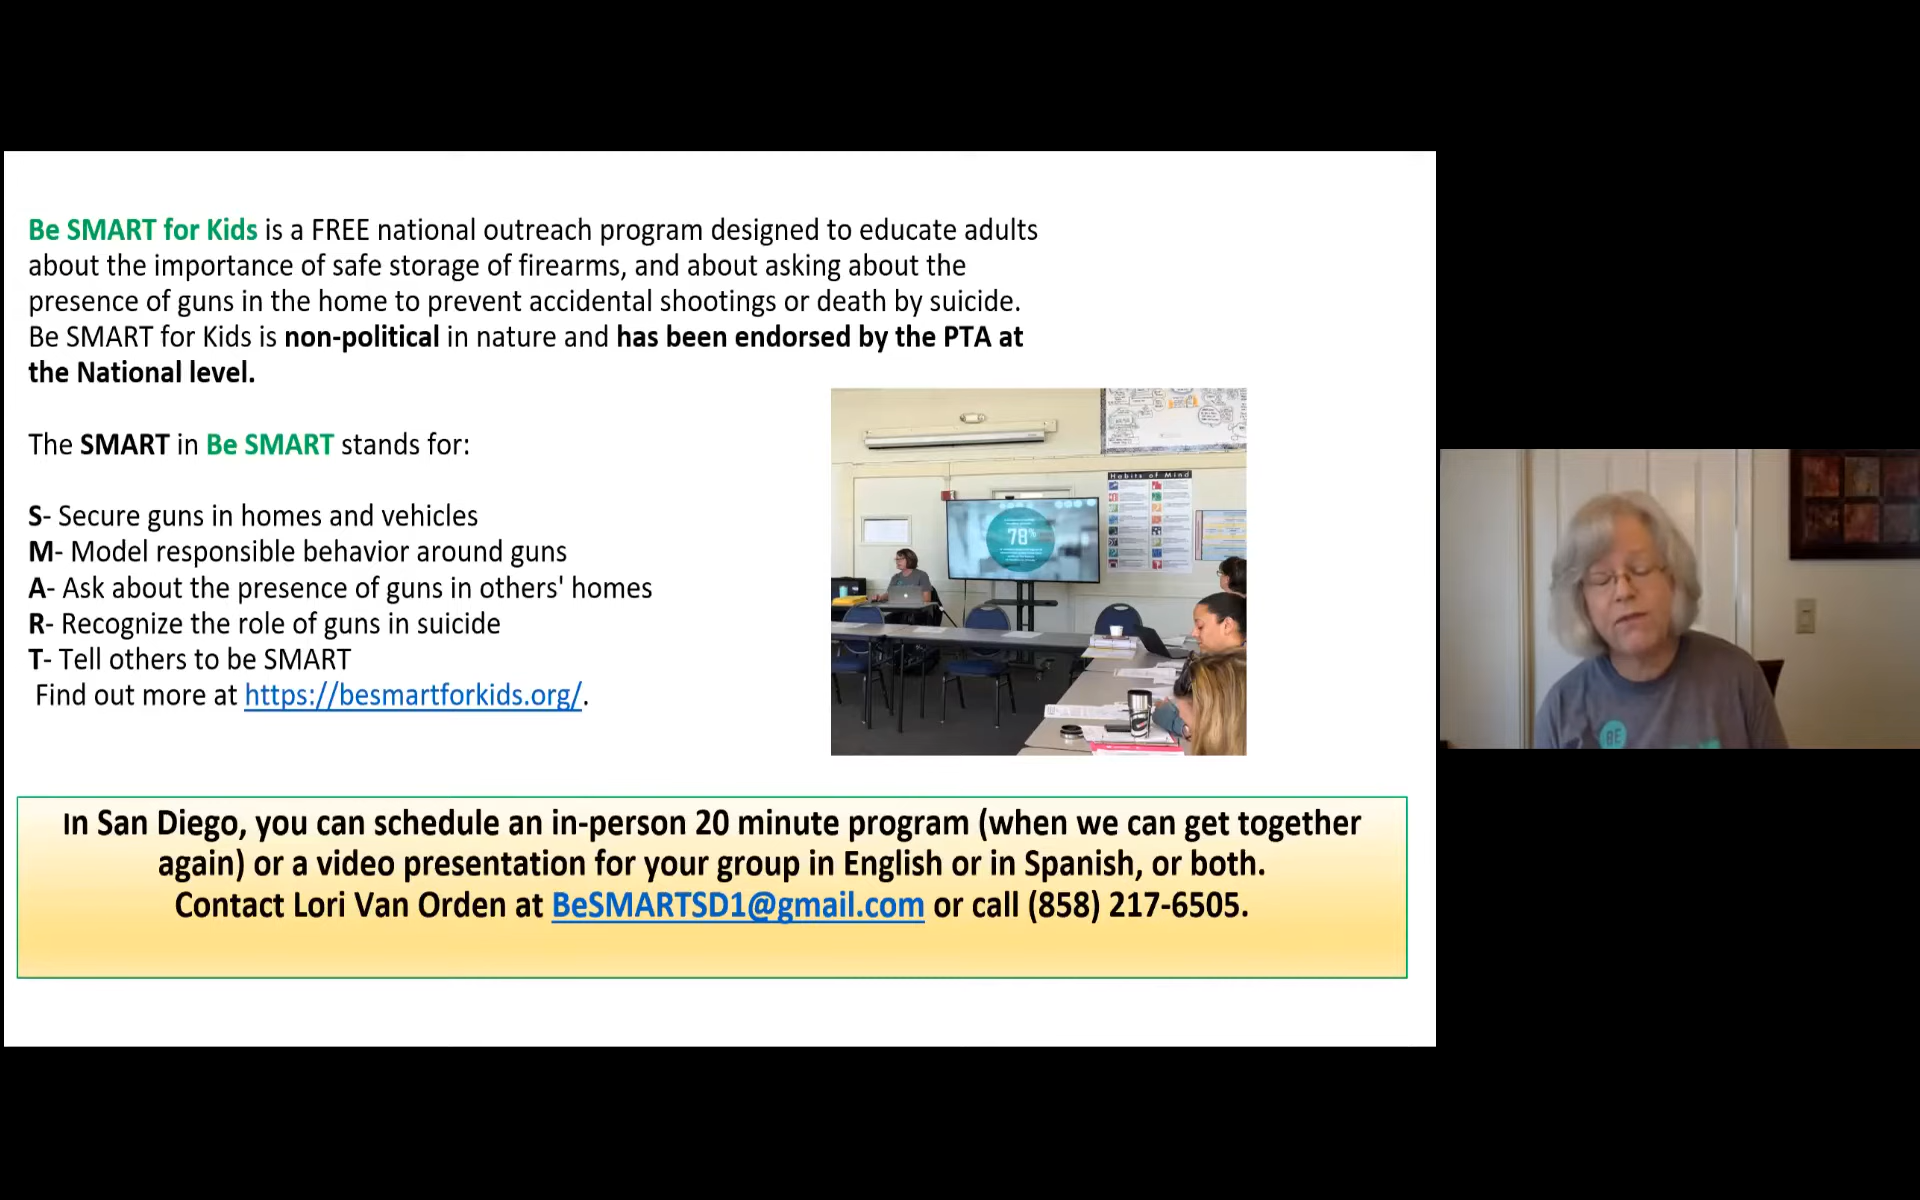 Be SMART for Kids is a FREE national outreach program designed to educate adults
about the importance of safe storage of firearms, and about asking about the
presence of guns in the home to prevent accidental shootings or death by suicide.
Be SMART for Kids is non-political in nature and has been endorsed by the PTA at
the National level.
The SMART in Be SMART stands for:
S- Secure guns in homes and vehicles
M- Model responsible behavior around guns
A- Ask about the presence of guns in others' homes
R- Recognize the role of guns in suicide
T- Tell others to be SMART
Find out more at https://besmartforkids.org/.
Habits of Mind
78%
BE
In San Diego, you can schedule an in-person 20 minute program (when we can get together
again) or a video presentation for your group in English or in Spanish, or both.
Contact Lori Van Orden at BeSMARTSD1@gmail.com or call (858) 217-6505.